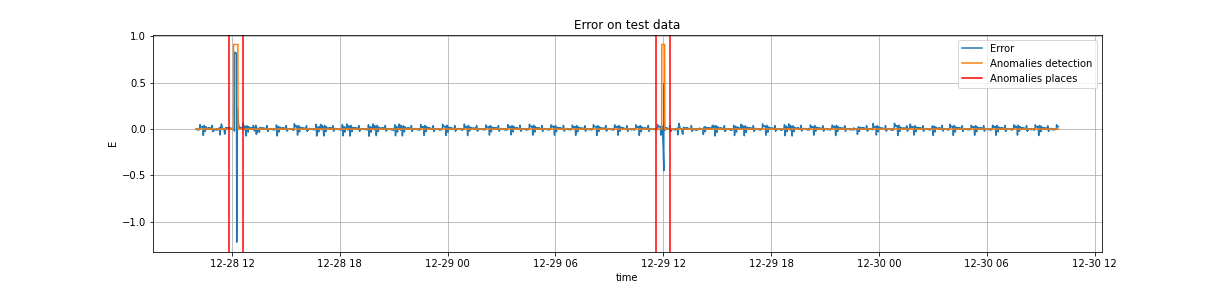 Error on test data
1.0
0.5
0.0
−0.5
−1.0
E
Error
Anomalies detection
Anomalies places
12-28 12 12-28 18 12-29 00 12-29 06 12-29 12 12-29 18 12-30 00 12-30 06 12-30 12
time